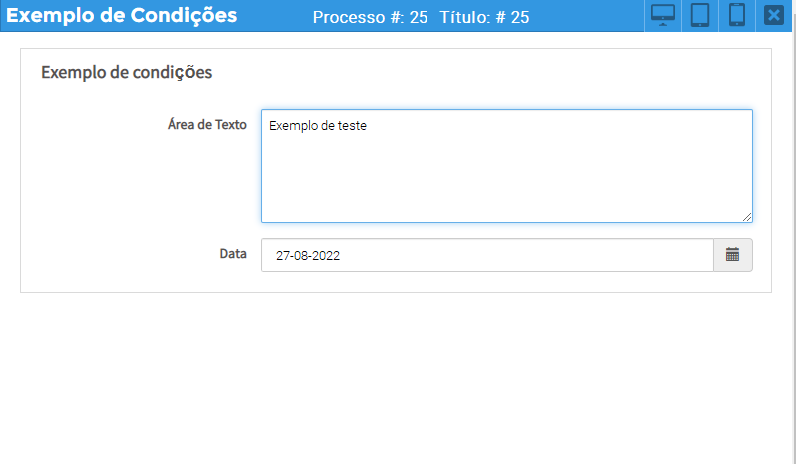 Exemplo de Condições Processo #: 25 Título: # 25
Exemplo de condições
Área de Texto Exemplo de teste
Data 27-08-2022